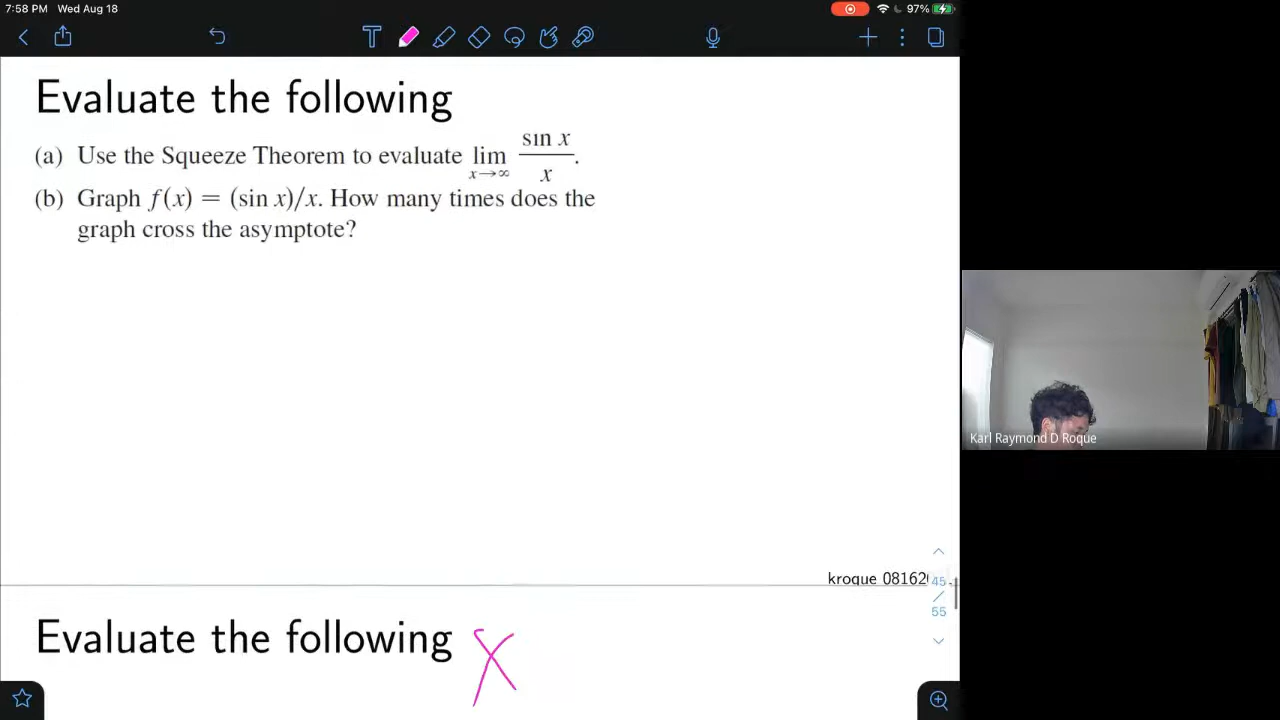 7:58 PM Wed Aug 18
97%
Evaluate the following
(a) Use the Squeeze Theorem to evaluate lim x→∞ sin x / x.
(b) Graph f(x) = (sin x)/x. How many times does the
graph cross the asymptote?
Karl Raymond D Roque
kroque 08162
45
/
55
Evaluate the following X